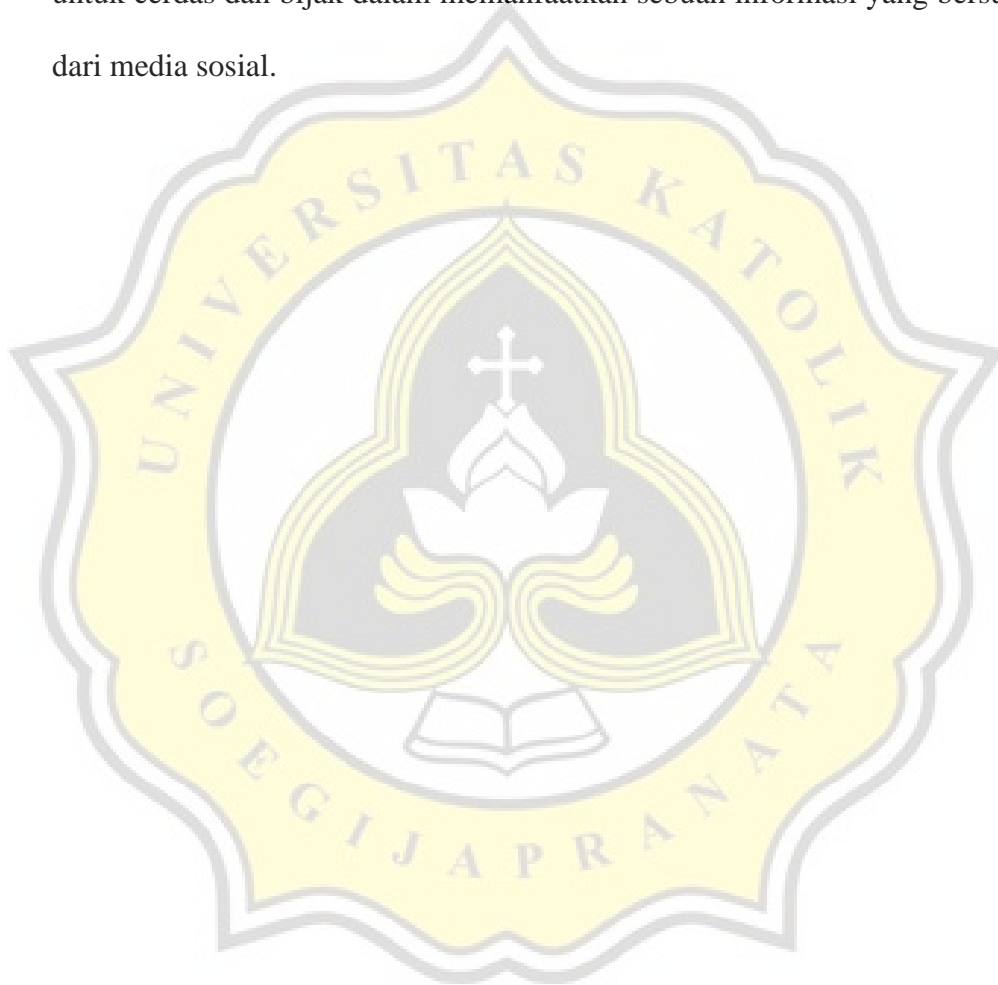 untuk cerdas dan bijak dalam memanfaatkan sebuah informasi yang
dari media sosial.
UNIVERSITAS KATOLIK
SOEGIJAPRANATA